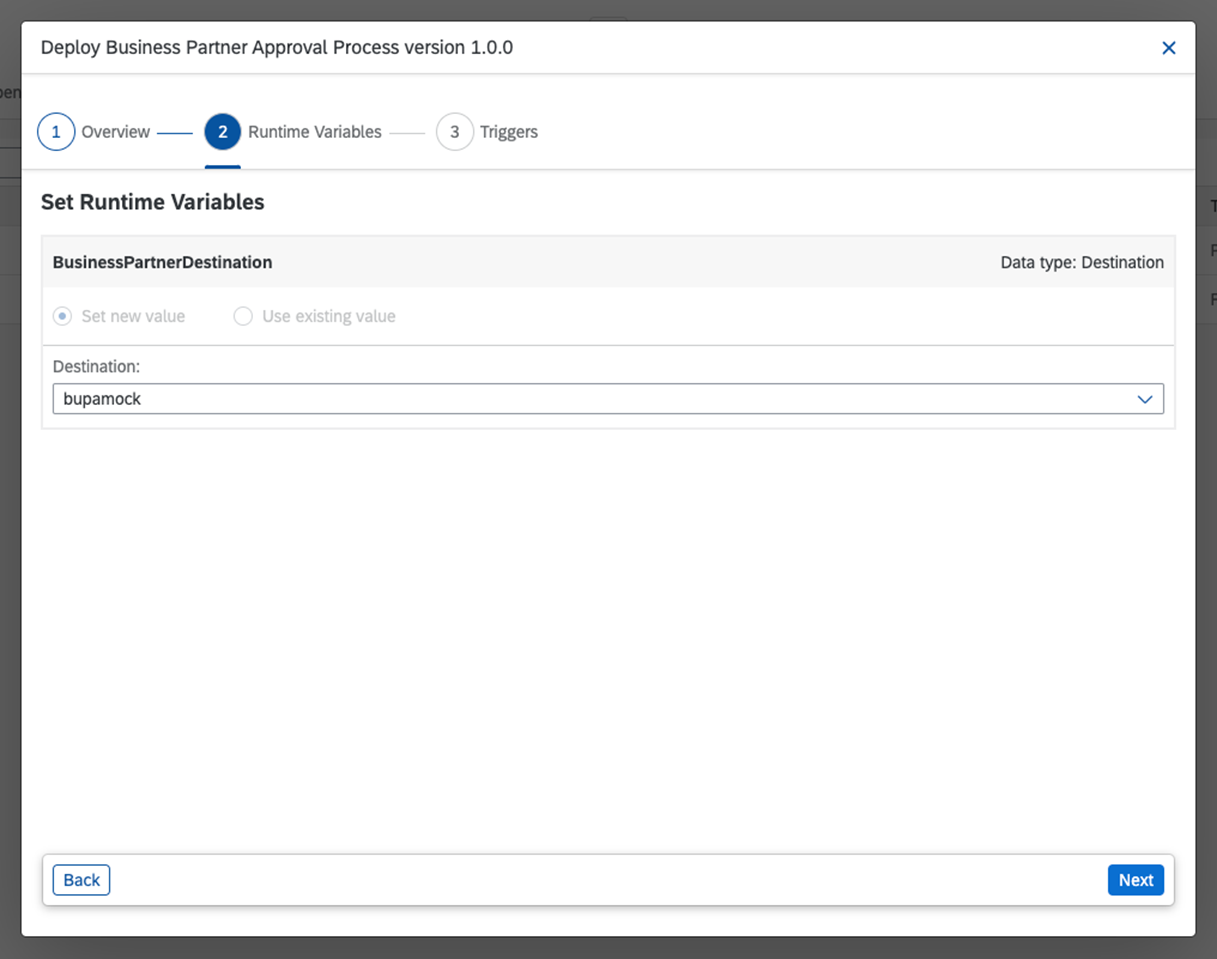 Deploy Business Partner Approval Process version 1.0.0
1 Overview 2 Runtime Variables 3 Triggers
Set Runtime Variables
BusinessPartnerDestination Data type: Destination
Set new value Use existing value
Destination:
bupamock
Back Next